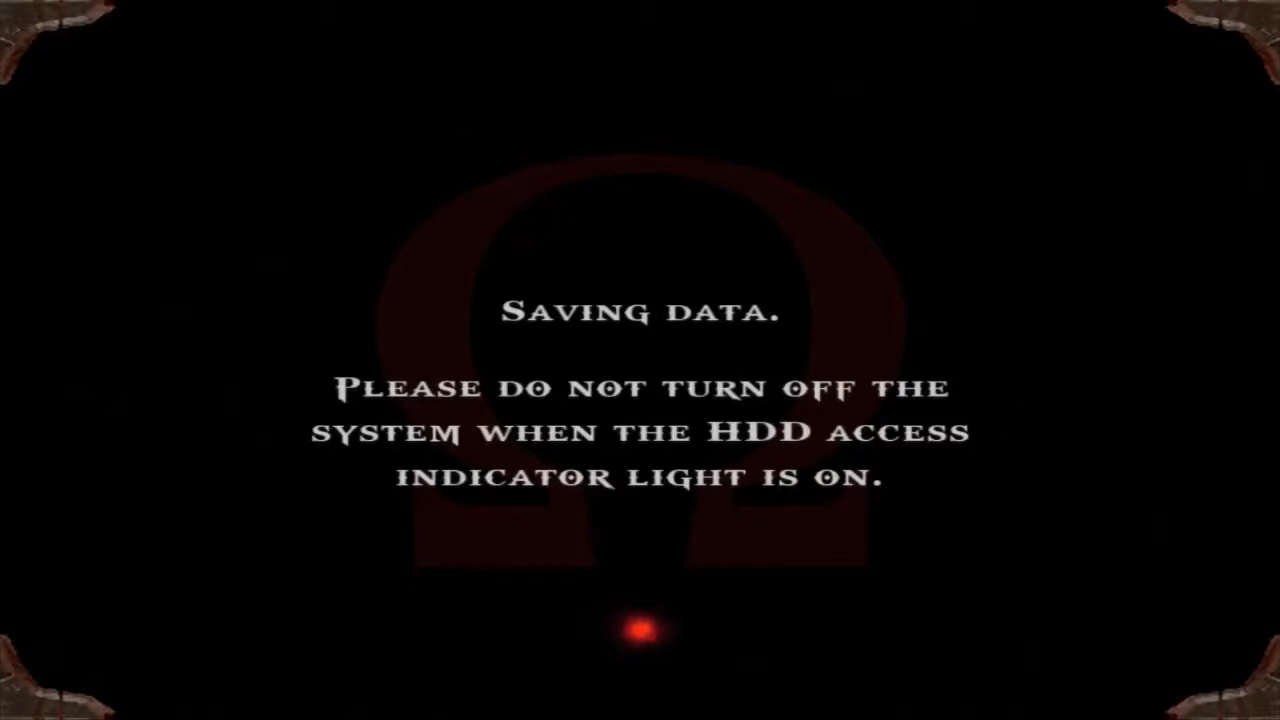 Saving data.
Please do not turn off the
system when the HDD access
indicator light is on.